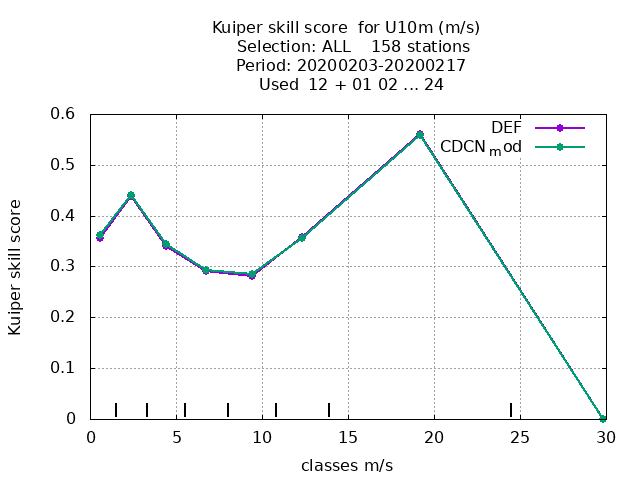 Kuiper skill score  for U10m (m/s)
Selection: ALL    158 stations
Period: 20200203-20200217
Used  12 + 01 02 ... 24
DEF
CDCN_mod
0.6
0.5
0.4
0.3
0.2
0.1
0
Kuiper skill score
0 5 10 15 20 25 30
classes m/s